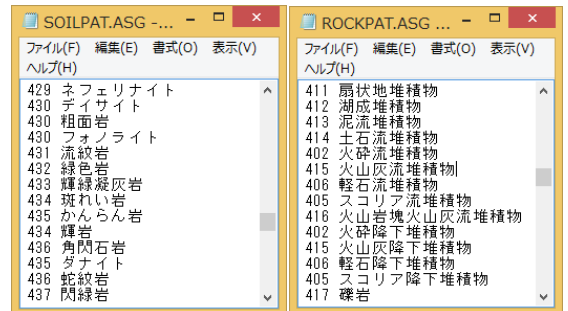 SOILPAT.ASG -...
ファイル(F) 編集(E) 書式(O) 表示(V)
ヘルプ(H)
429 ネフェリナイト
430 デイサイト
430 粗面岩
430 フォノライト
431 流紋岩
432 緑色岩
433 輝緑凝灰岩
434 斑れい岩
435 かんらん岩
434 輝岩
436 角閃石岩
435 ダナイト
436 蛇紋岩
437 閃緑岩
ROCKPAT.ASG ...
ファイル(F) 編集(E) 書式(O) 表示(V)
ヘルプ(H)
411 扇状地堆積物
412 湖成堆積物
413 泥流堆積物
414 土石流堆積物
402 火砕流堆積物
415 火山灰流堆積物
406 軽石流堆積物
405 スコリア流堆積物
416 火山岩塊火山灰流堆積物
402 火砕降下堆積物
415 火山灰降下堆積物
406 軽石降下堆積物
405 スコリア降下堆積物
417 礫岩